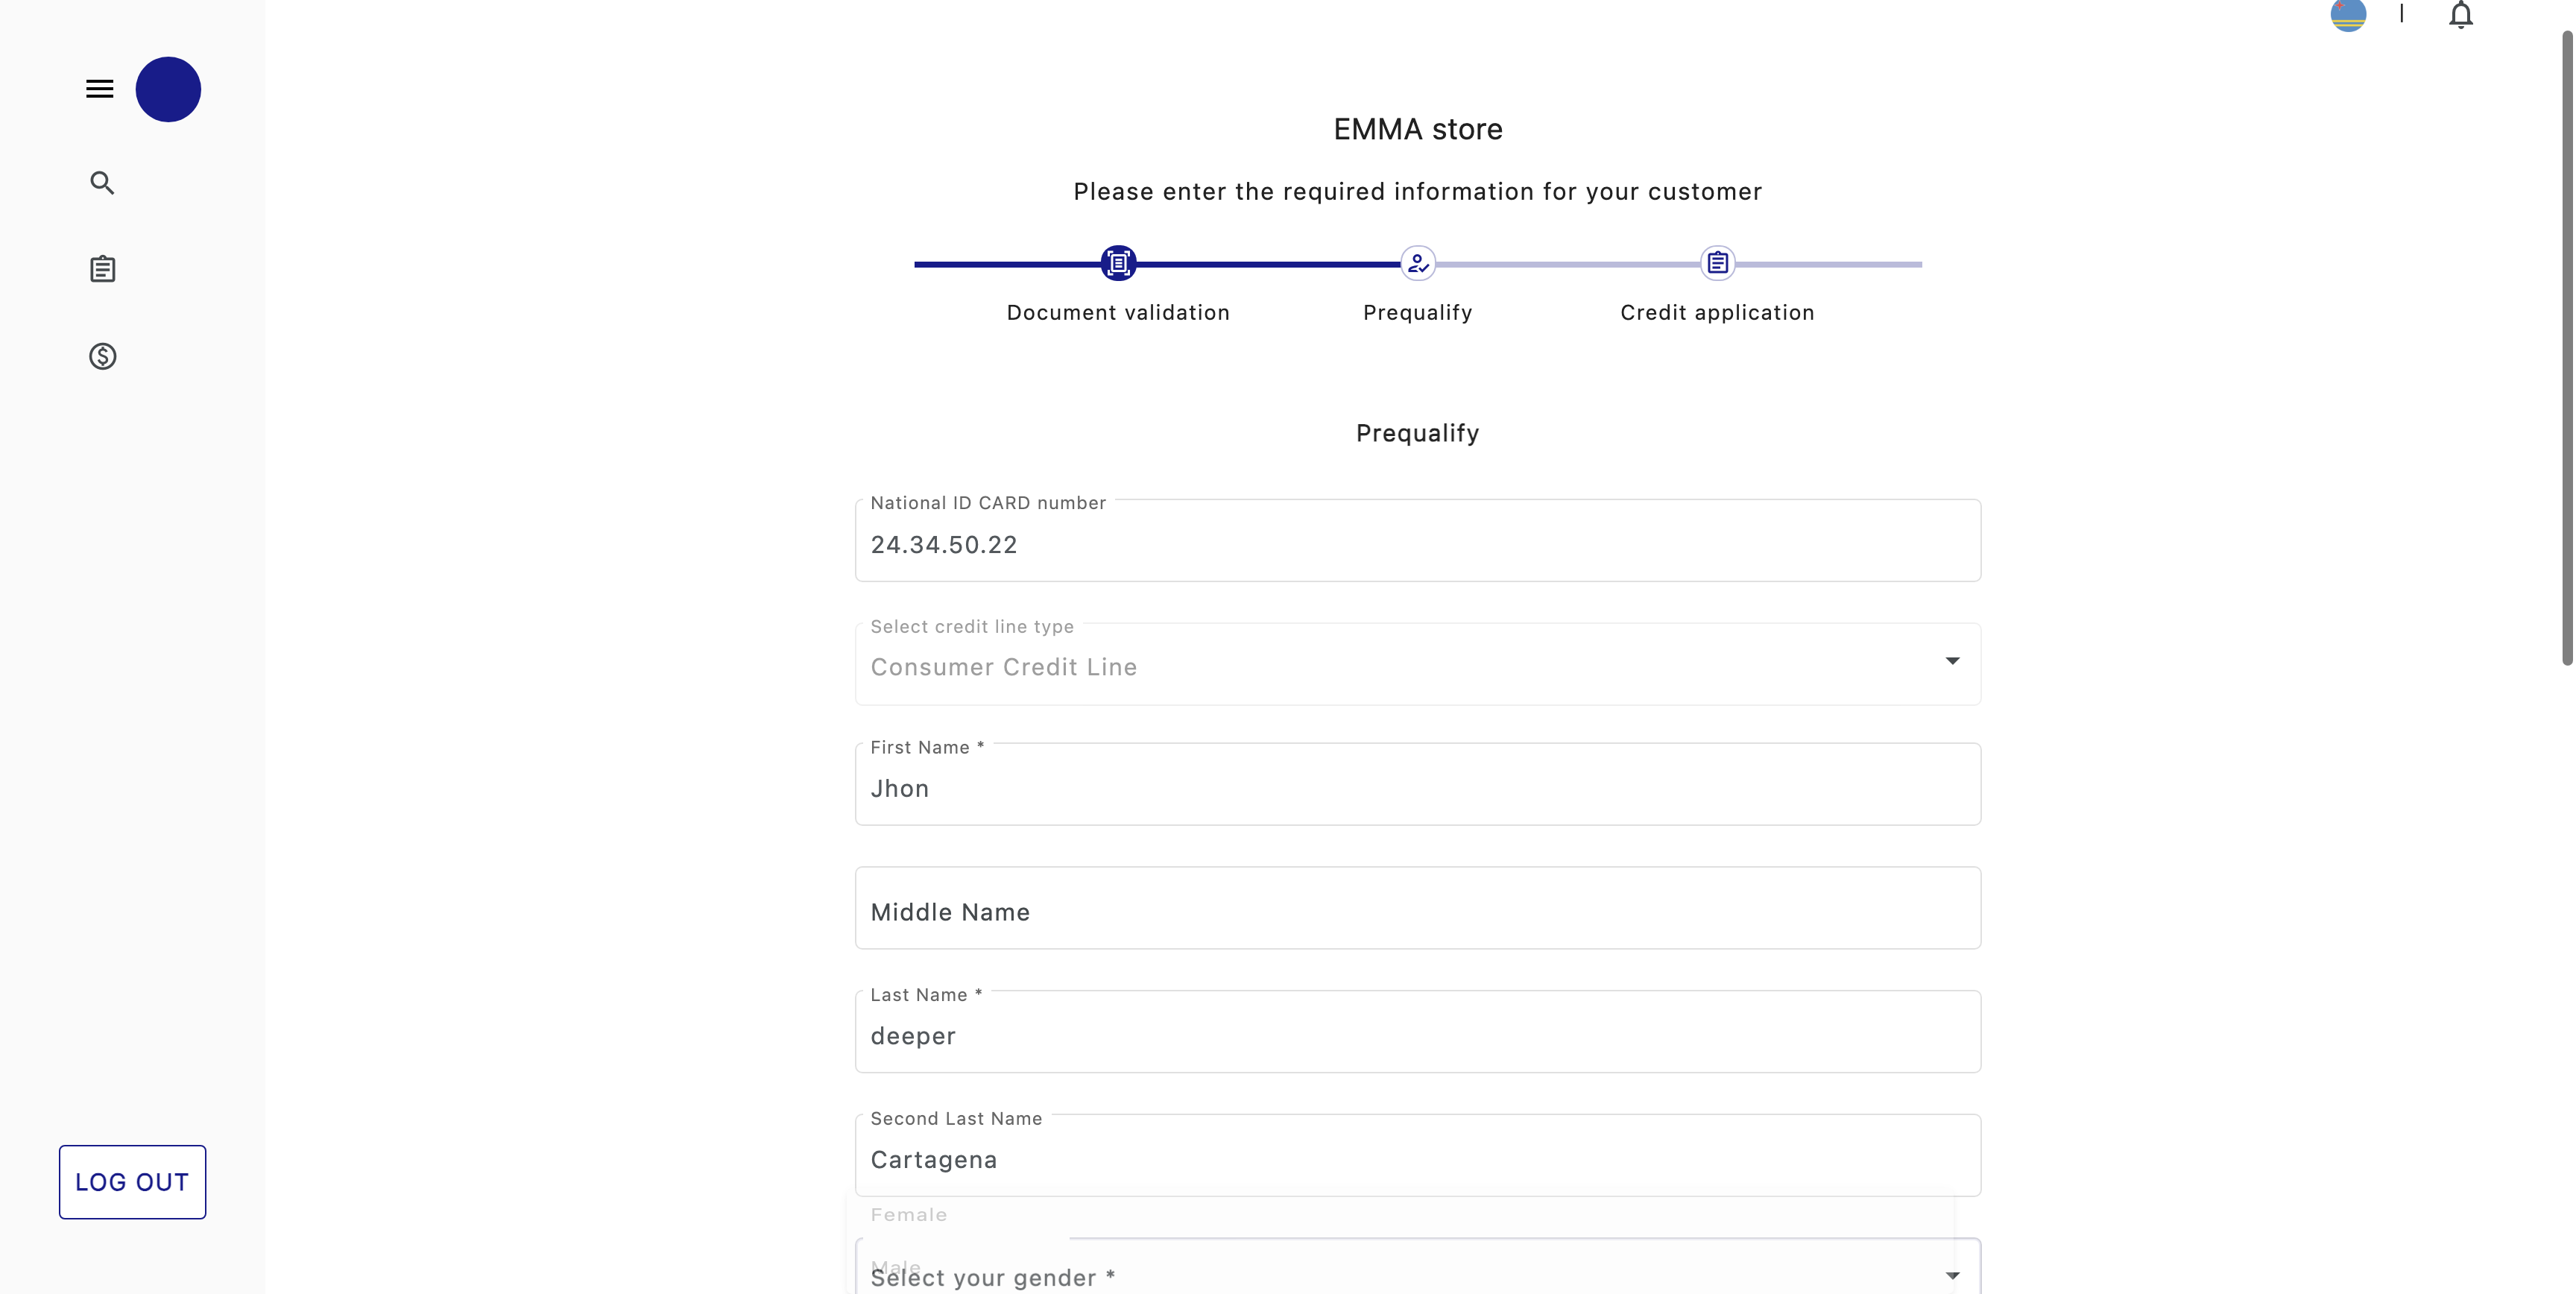 EMMA store
Please enter the required information for your customer
Document validation
Prequalify
Credit application
Prequalify
National ID CARD number
24.34.50.22
Select credit line type
Consumer Credit Line
First Name *
Jhon
Middle Name
Last Name *
deeper
Second Last Name
Cartagena
Female
Male
Select your gender *
LOG OUT